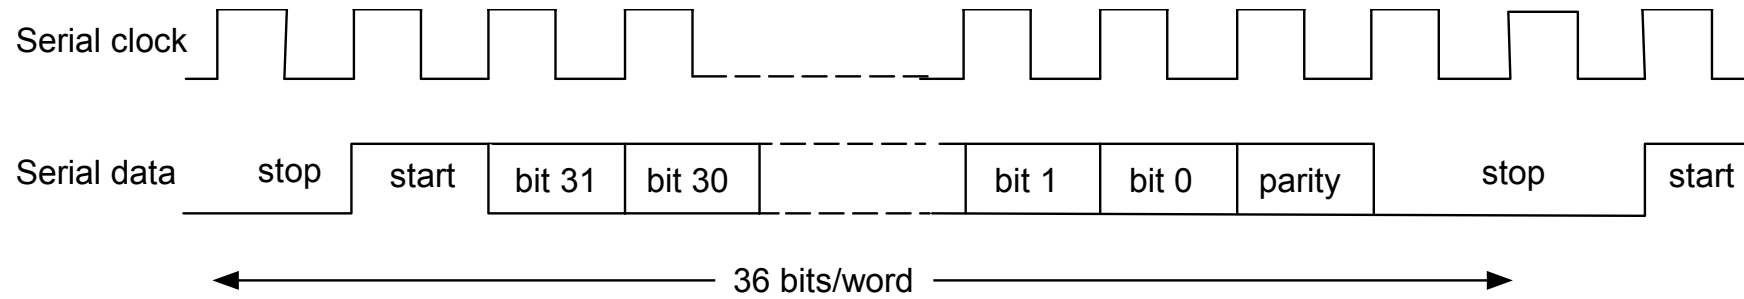 Serial clock
Serial data stop start bit 31 bit 30 bit 1 bit 0 parity stop start
36 bits/word